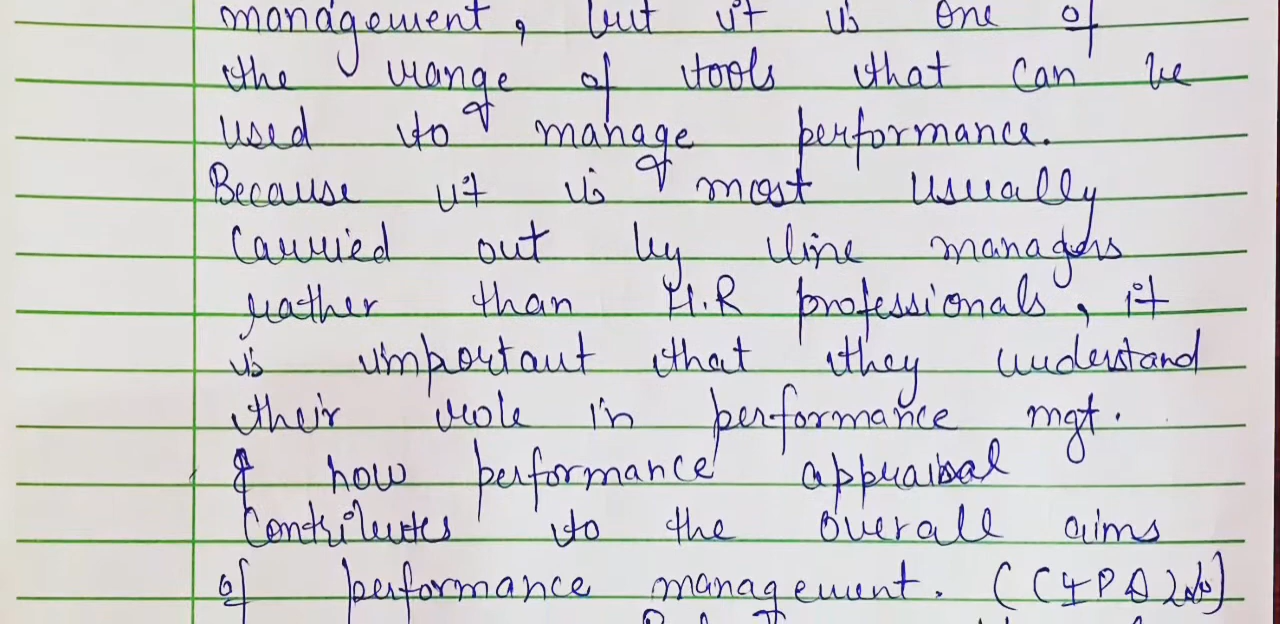 management, but it is one of
the range of tools that can be
used to manage performance.
Because it is most usually
carried out by line managers
rather than H.R professionals, it
is important that they understand
their role in performance mgt.
& how performance appraisal
Contributes to the overall aims
of performance management.